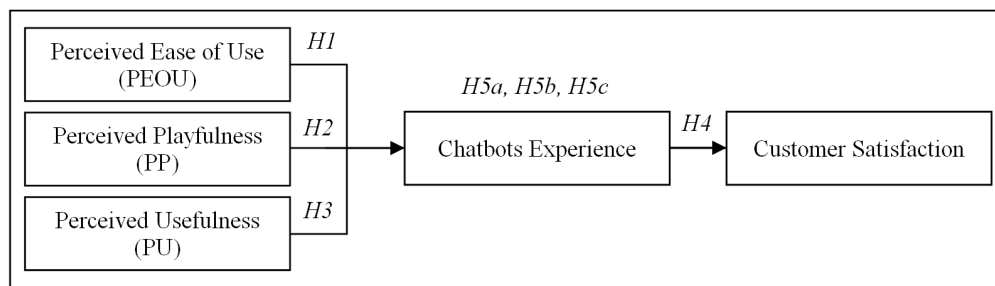 Perceived Ease of Use
(PEOU)
H1
Perceived Playfulness
(PP)
H2
Perceived Usefulness
(PU)
H3
H5a, H5b, H5c
Chatbots Experience
H4
Customer Satisfaction